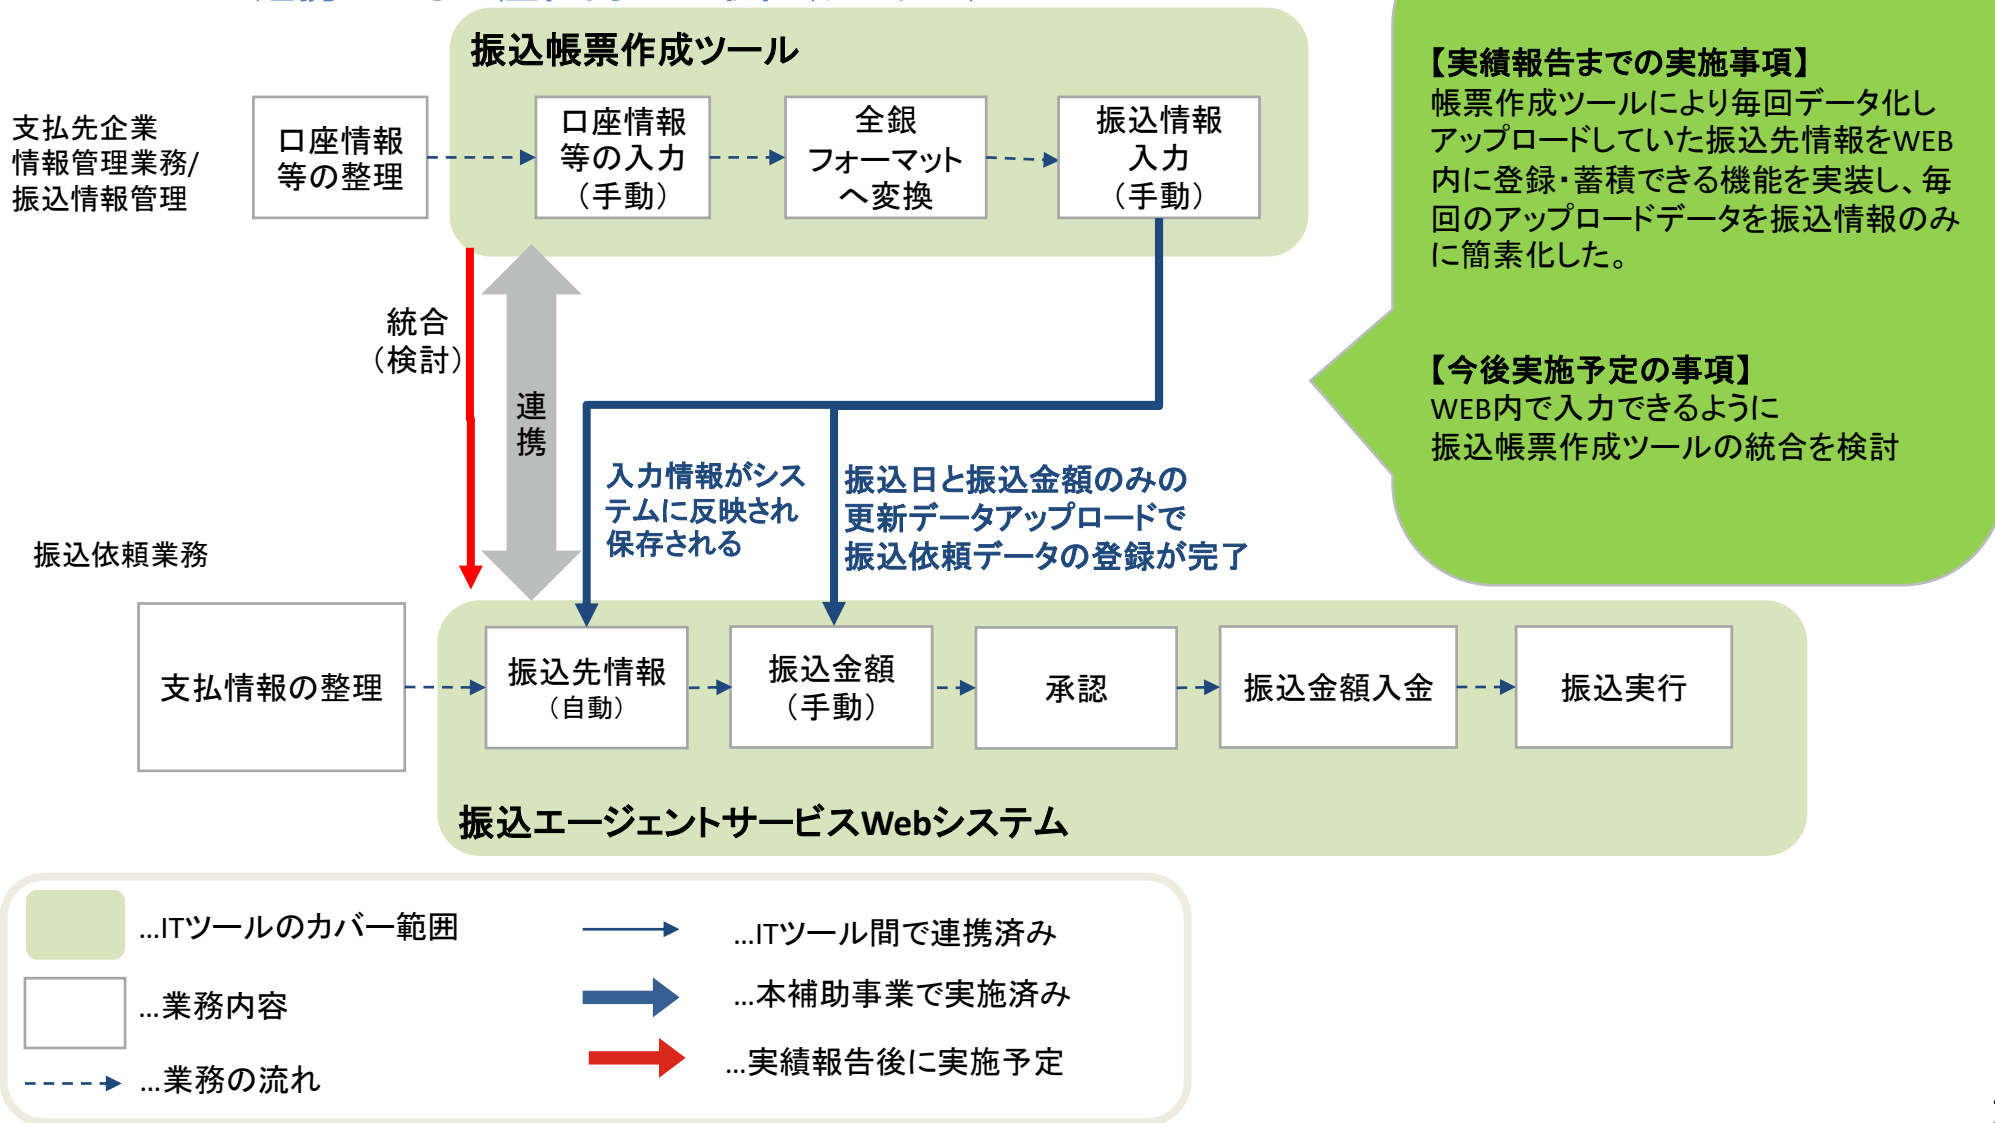 振込帳票作成ツール
支払先企業
情報管理業務/
振込情報管理
口座情報
等の整理
口座情報
等の入力
（手動）
全銀
フォーマット
へ変換
振込情報
入力
（手動）
【実績報告までの実施事項】
帳票作成ツールにより毎回データ化し
アップロードしていた振込先情報をWEB
内に登録・蓄積できる機能を実装し、毎
回のアップロードデータを振込情報のみ
に簡素化した。
【今後実施予定の事項】
WEB内で入力できるように
振込帳票作成ツールの統合を検討
統合
（検討）
連
携
入力情報がシス
テムに反映され
保存される
振込日と振込金額のみの
更新データアップロードで
振込依頼データの登録が完了
振込依頼業務
支払情報の整理
振込先情報
（自動）
振込金額
（手動）
承認
振込金額入金
振込実行
振込エージェントサービスWebシステム
...ITツールのカバー範囲
...業務内容
...業務の流れ
...ITツール間で連携済み
...本補助事業で実施済み
...実績報告後に実施予定